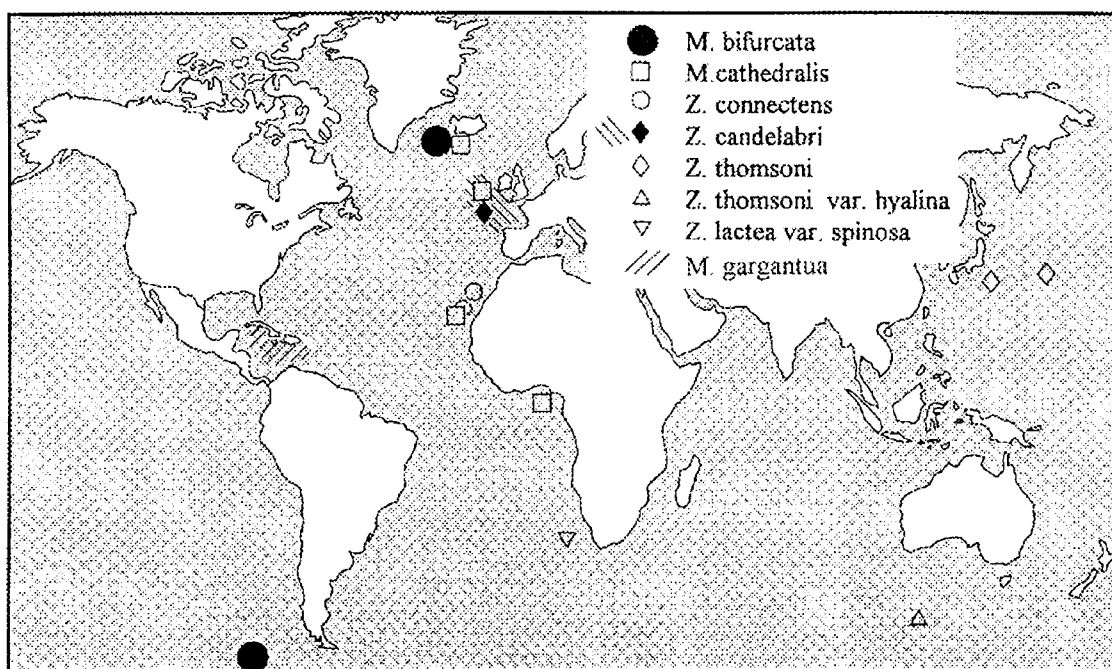 M. bifurcata
M.cathedralis
Z. connectens
Z. candelabri
Z. thomsoni
Z. thomsoni var. hyalina
Z. lactea var. spinosa
M. gargantua